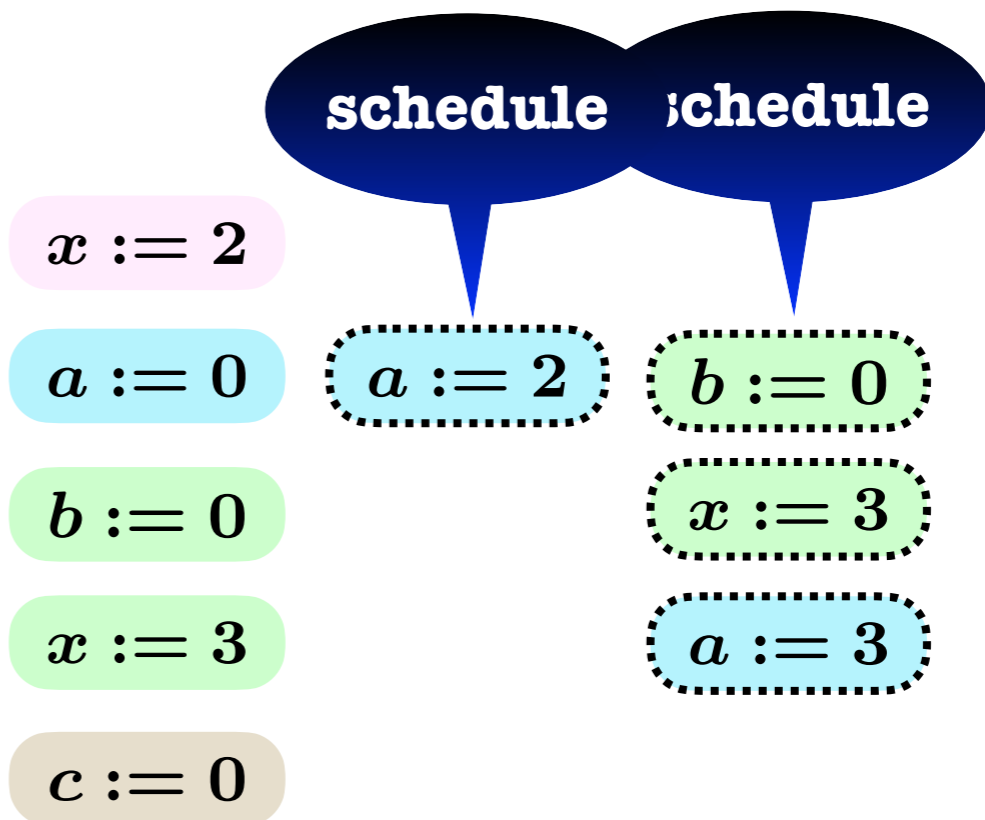 schedule
schedule
x := 2
a := 0
a := 2
b := 0
b := 0
x := 3
x := 3
a := 3
c := 0